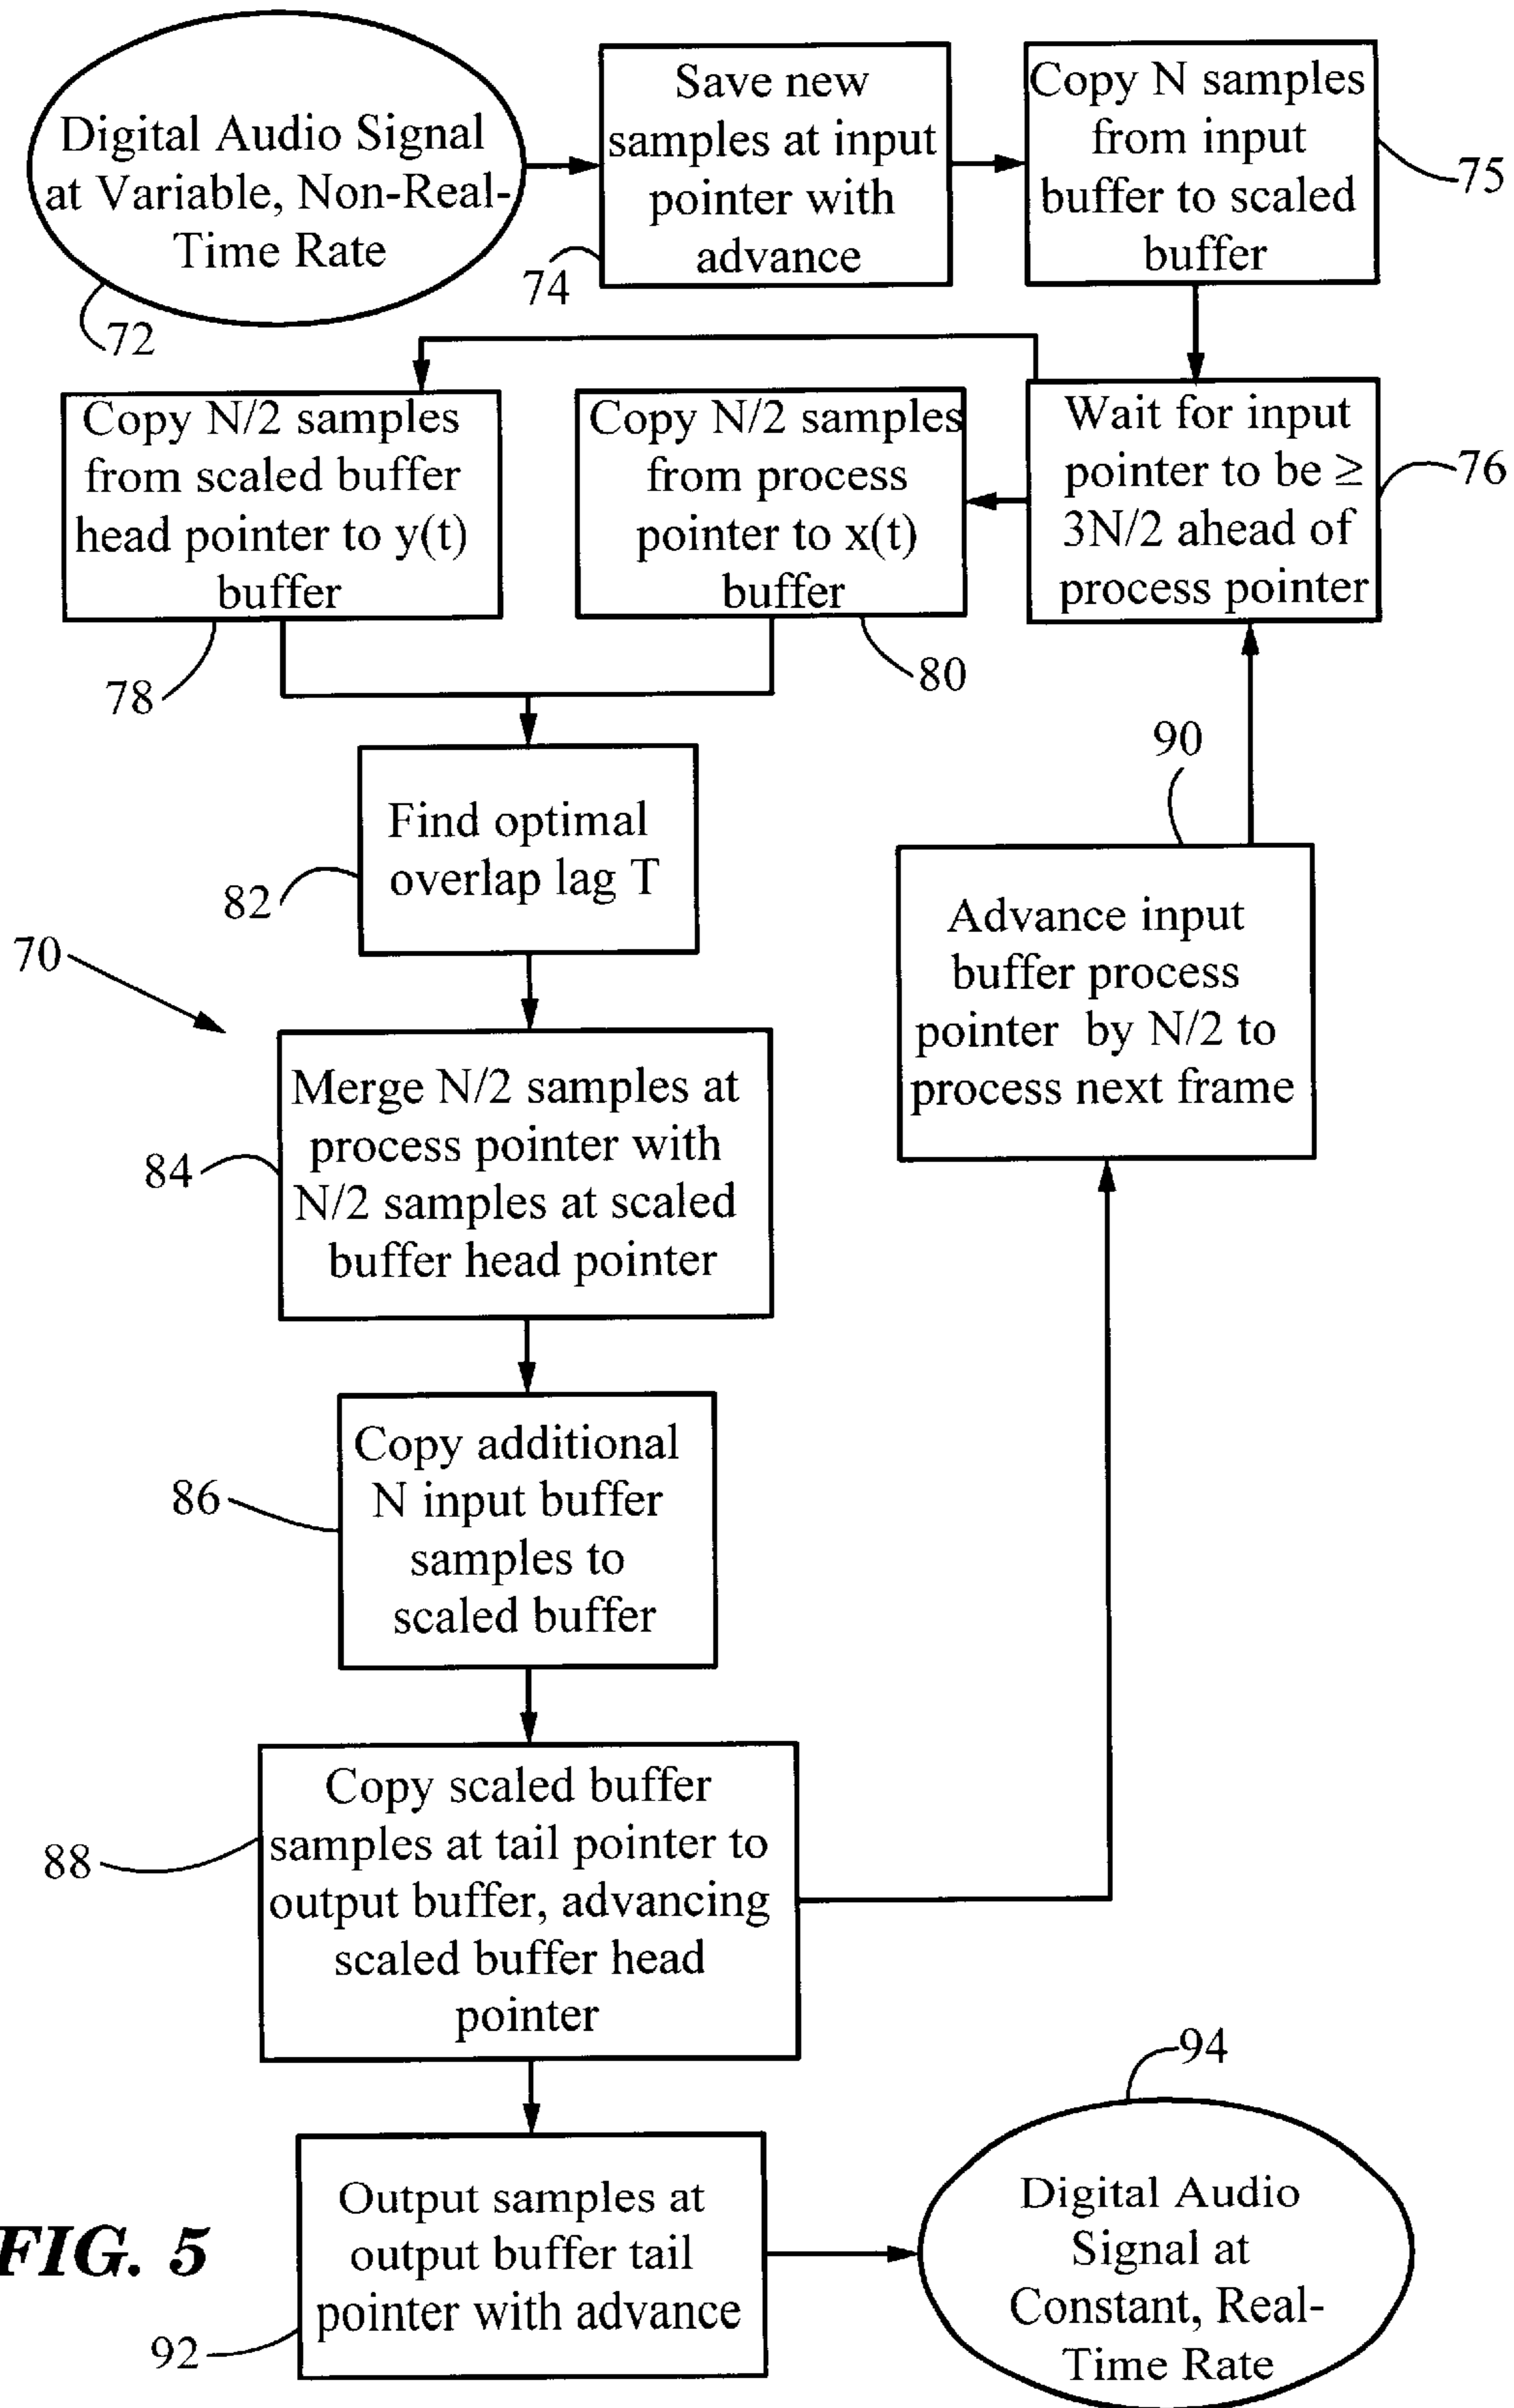 Digital Audio Signal
at Variable, Non-Real-
Time Rate
72
Save new
samples at input
pointer with
advance
74
Copy N samples
from input
buffer to scaled
buffer
75
Copy N/2 samples
from scaled buffer
head pointer to y(t)
buffer
78
Copy N/2 samples
from process
pointer to x(t)
buffer
80
Wait for input
pointer to be ≥
3N/2 ahead of
process pointer
76
Find optimal
overlap lag T
82
90
Advance input
buffer process
pointer by N/2 to
process next frame
70
Merge N/2 samples at
process pointer with
N/2 samples at scaled
buffer head pointer
84
Copy additional
N input buffer
samples to
scaled buffer
86
Copy scaled buffer
samples at tail pointer to
output buffer, advancing
scaled buffer head
pointer
88
Output samples at
output buffer tail
pointer with advance
92
94
Digital Audio
Signal at
Constant, Real-
Time Rate
FIG. 5